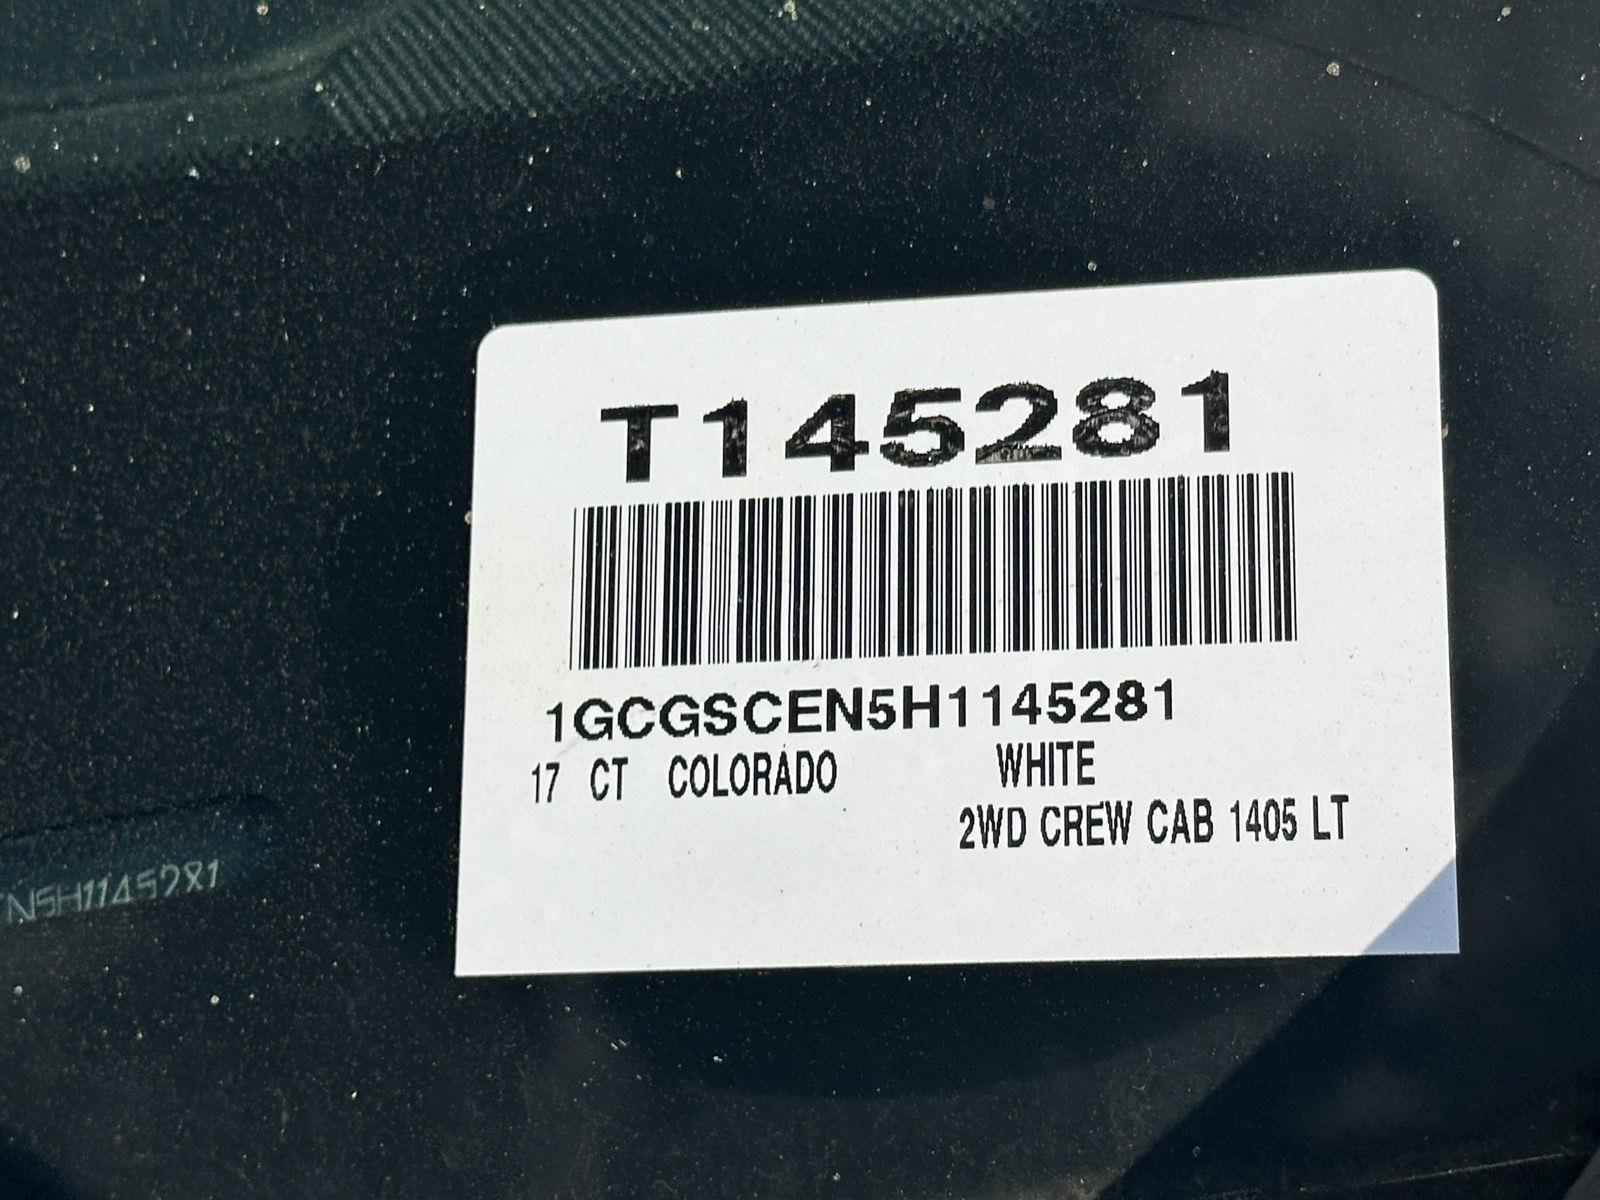 T145281
1GCGSCEN5H1145281
17 CT COLORADO WHITE
2WD CREW CAB 1405 LT
N5H1145281